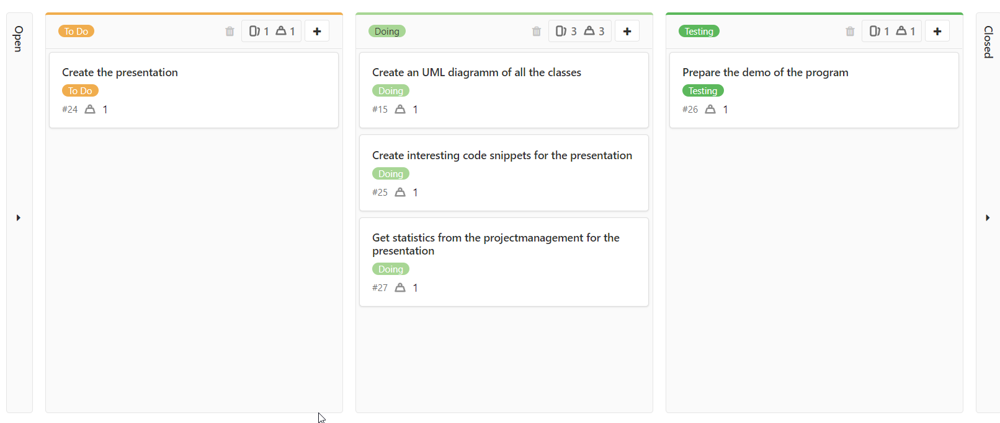 Open
To Do
1 1
Create the presentation
To Do
#24 1
Doing
3 3
Create an UML diagramm of all the classes
Doing
#15 1
Create interesting code snippets for the presentation
Doing
#25 1
Get statistics from the projectmanagement for the
presentation
Doing
#27 1
Testing
1 1
Prepare the demo of the program
Testing
#26 1
Closed